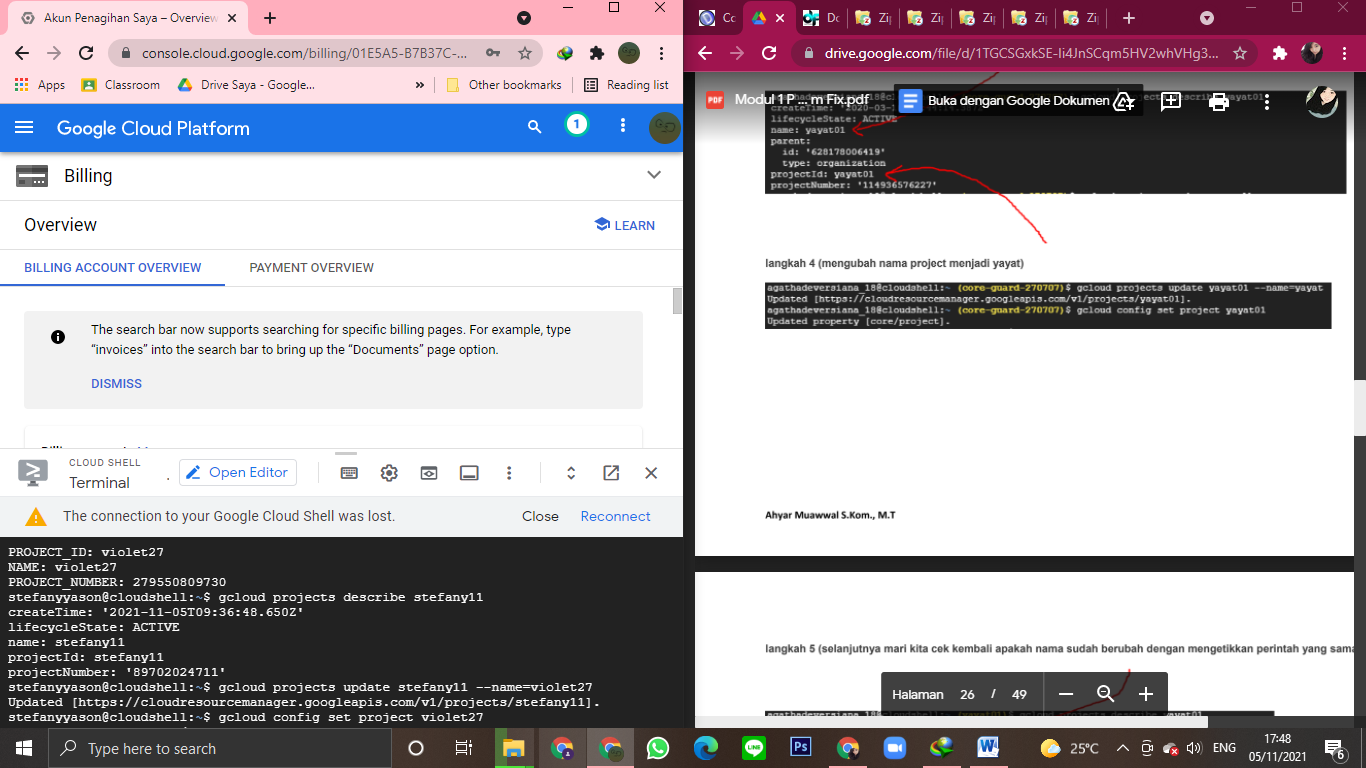 Akun Penagihan Saya – Overview
console.cloud.google.com/billing/01E5A5-B7B37C-...
Apps
Classroom
Drive Saya - Google...
»
Other bookmarks
Reading list
Google Cloud Platform
1
Billing
Overview
LEARN
BILLING ACCOUNT OVERVIEW
PAYMENT OVERVIEW
The search bar now supports searching for specific billing pages. For example, type
“invoices” into the search bar to bring up the “Documents” page option.
DISMISS
CLOUD SHELL
Terminal
Open Editor
The connection to your Google Cloud Shell was lost.
Close
Reconnect
PROJECT_ID: violet27
NAME: violet27
PROJECT_NUMBER: 279550809730
stefanyyason@cloudshell:~$ gcloud projects describe stefany11
createTime: '2021-11-05T09:36:48.650Z'
lifecycleState: ACTIVE
name: stefany11
projectId: stefany11
projectNumber: '89702024711'
stefanyyason@cloudshell:~$ gcloud projects update stefany11 --name=violet27
Updated [https://cloudresourcemanager.googleapis.com/v1/projects/stefany11].
stefanyyason@cloudshell:~$ gcloud config set project violet27
Cc
Dc
Zip
Zip
Zip
Zip
Zip
drive.google.com/file/d/1TGCSGxkSE-Ii4JnSCqm5HV2whVHg3...
PDF
Modul 1 P ... m Fix.pdf
Buka dengan Google Dokumen
lifecycleState: ACTIVE
name: yayat01
parent:
id: '628178006419'
type: organization
projectId: yayat01
projectNumber: '114936576227'
langkah 4 (mengubah nama project menjadi yayat)
agathadeversiana_18@cloudshell:~ (core-guard-270707)$ gcloud projects update yayat01 --name=yayat
Updated [https://cloudresourcemanager.googleapis.com/v1/projects/yayat01].
agathadeversiana_18@cloudshell:~ (core-guard-270707)$ gcloud config set project yayat01
Updated property [core/project].
Ahyar Muawwal S.Kom., M.T
langkah 5 (selanjutnya mari kita cek kembali apakah nama sudah berubah dengan mengetikkan perintah yang sama
Halaman 26 / 49
Type here to search
Ps
25°C
ENG
17:48
05/11/2021
6